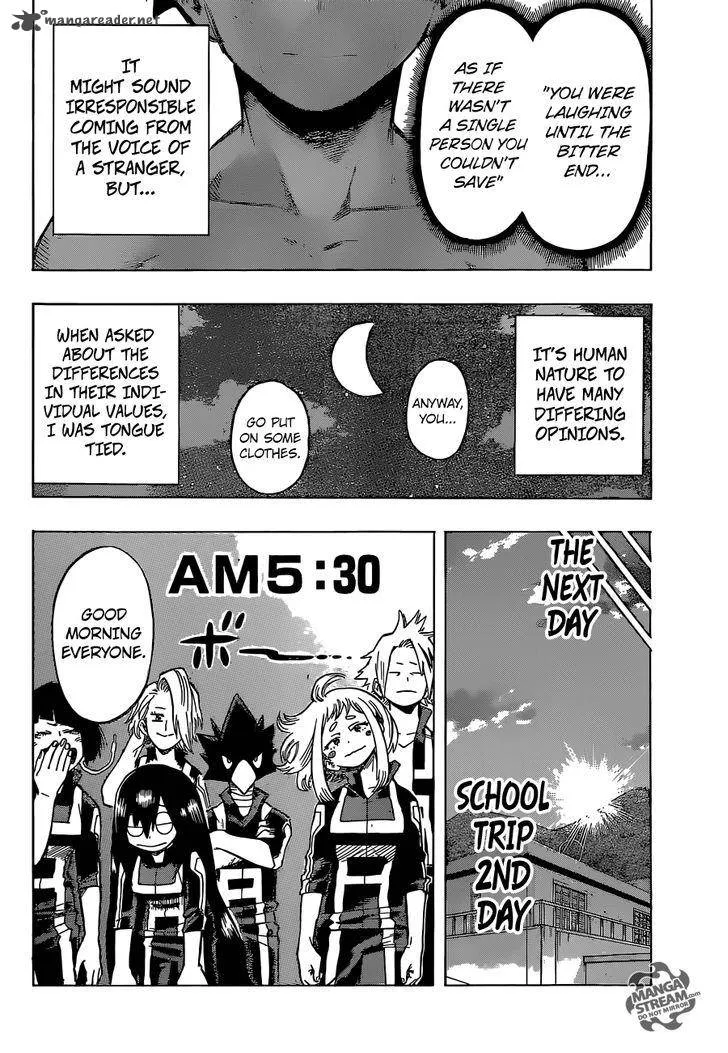 mangareader.net
"YOU WERE
LAUGHING
UNTIL THE
BITTER
END...
AS IF
THERE
WASN'T
A SINGLE
PERSON YOU
COULDN'T
SAVE"
IT
MIGHT SOUND
IRRESPONSIBLE
COMING FROM
THE VOICE OF
A STRANGER,
BUT...
IT'S HUMAN
NATURE TO
HAVE MANY
DIFFERING
OPINIONS.
ANYWAY,
YOU...
GO PUT
ON SOME
CLOTHES.
WHEN ASKED
ABOUT THE
DIFFERENCES
IN THEIR INDI-
VIDUAL VALUES,
I WAS TONGUE
TIED.
THE
NEXT
DAY
SCHOOL
TRIP
2ND
DAY
AM5:30
ボー
GOOD
MORNING
EVERYONE.
MANGA
STREAM.com
DO NOT MIRROR